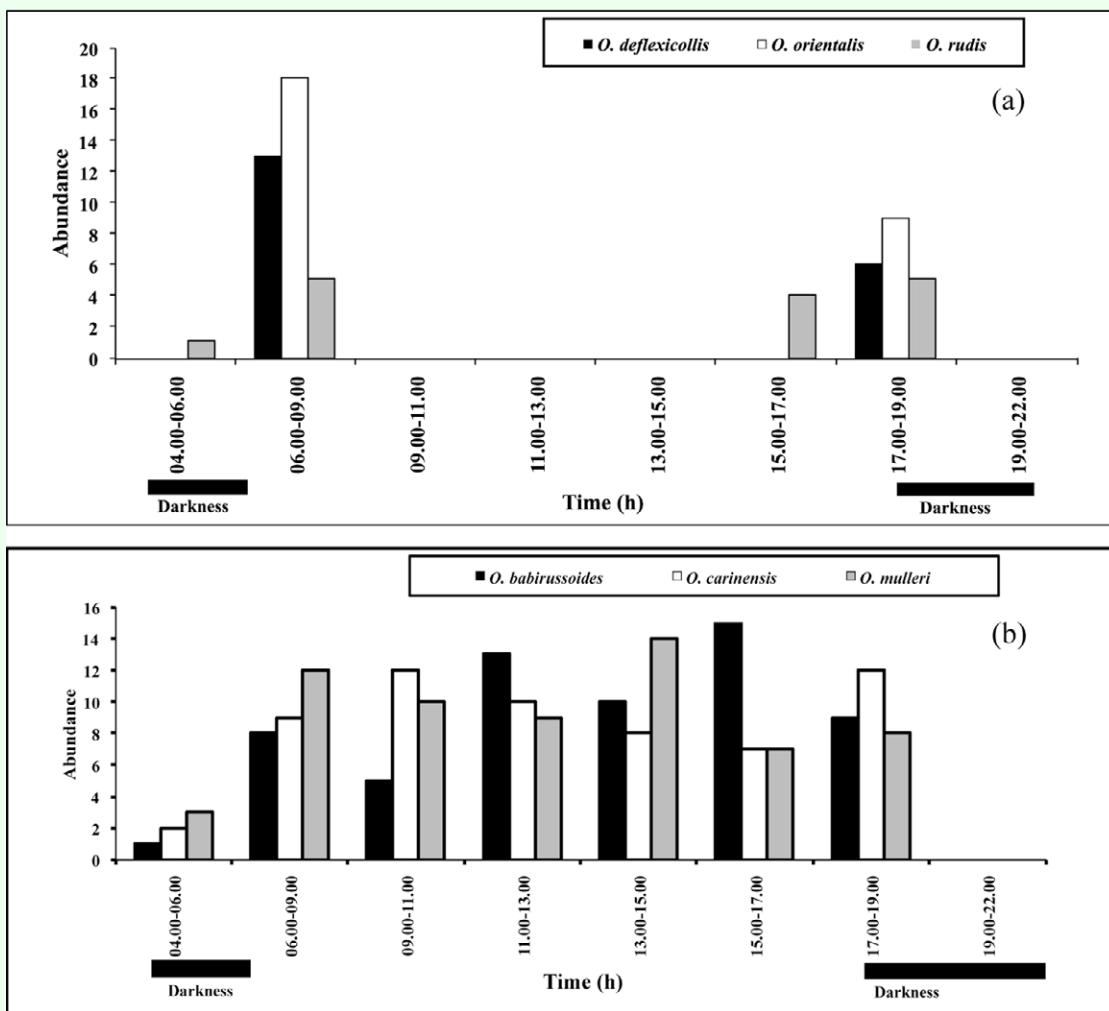 O. deflexicollis O. orientalis O. rudis
(a)
Abundance
20
18
16
14
12
10
8
6
4
2
0
04.00-06.00 06.00-09.00 09.00-11.00 11.00-13.00 13.00-15.00 15.00-17.00 17.00-19.00 19.00-22.00
Darkness Time (h) Darkness
O. babirussoides O. carinensis O. mulleri
(b)
Abundance
16
14
12
10
8
6
4
2
0
04.00-06.00 06.00-09.00 09.00-11.00 11.00-13.00 13.00-15.00 15.00-17.00 17.00-19.00 19.00-22.00
Darkness Time (h) Darkness